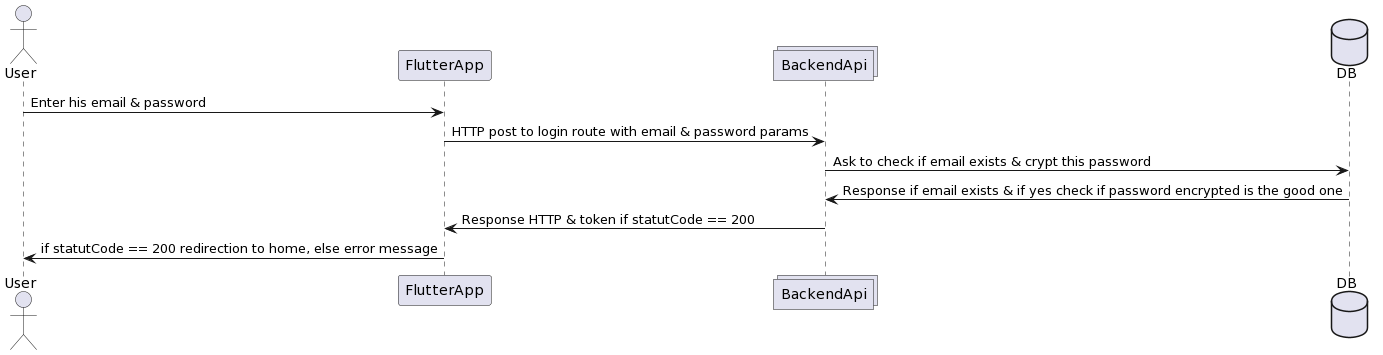 User
FlutterApp
BackendApi
DB
Enter his email & password
HTTP post to login route with email & password params
Ask to check if email exists & crypt this password
Response if email exists & if yes check if password encrypted is the good one
Response HTTP & token if statutCode == 200
if statutCode == 200 redirection to home, else error message
User
FlutterApp
BackendApi
DB